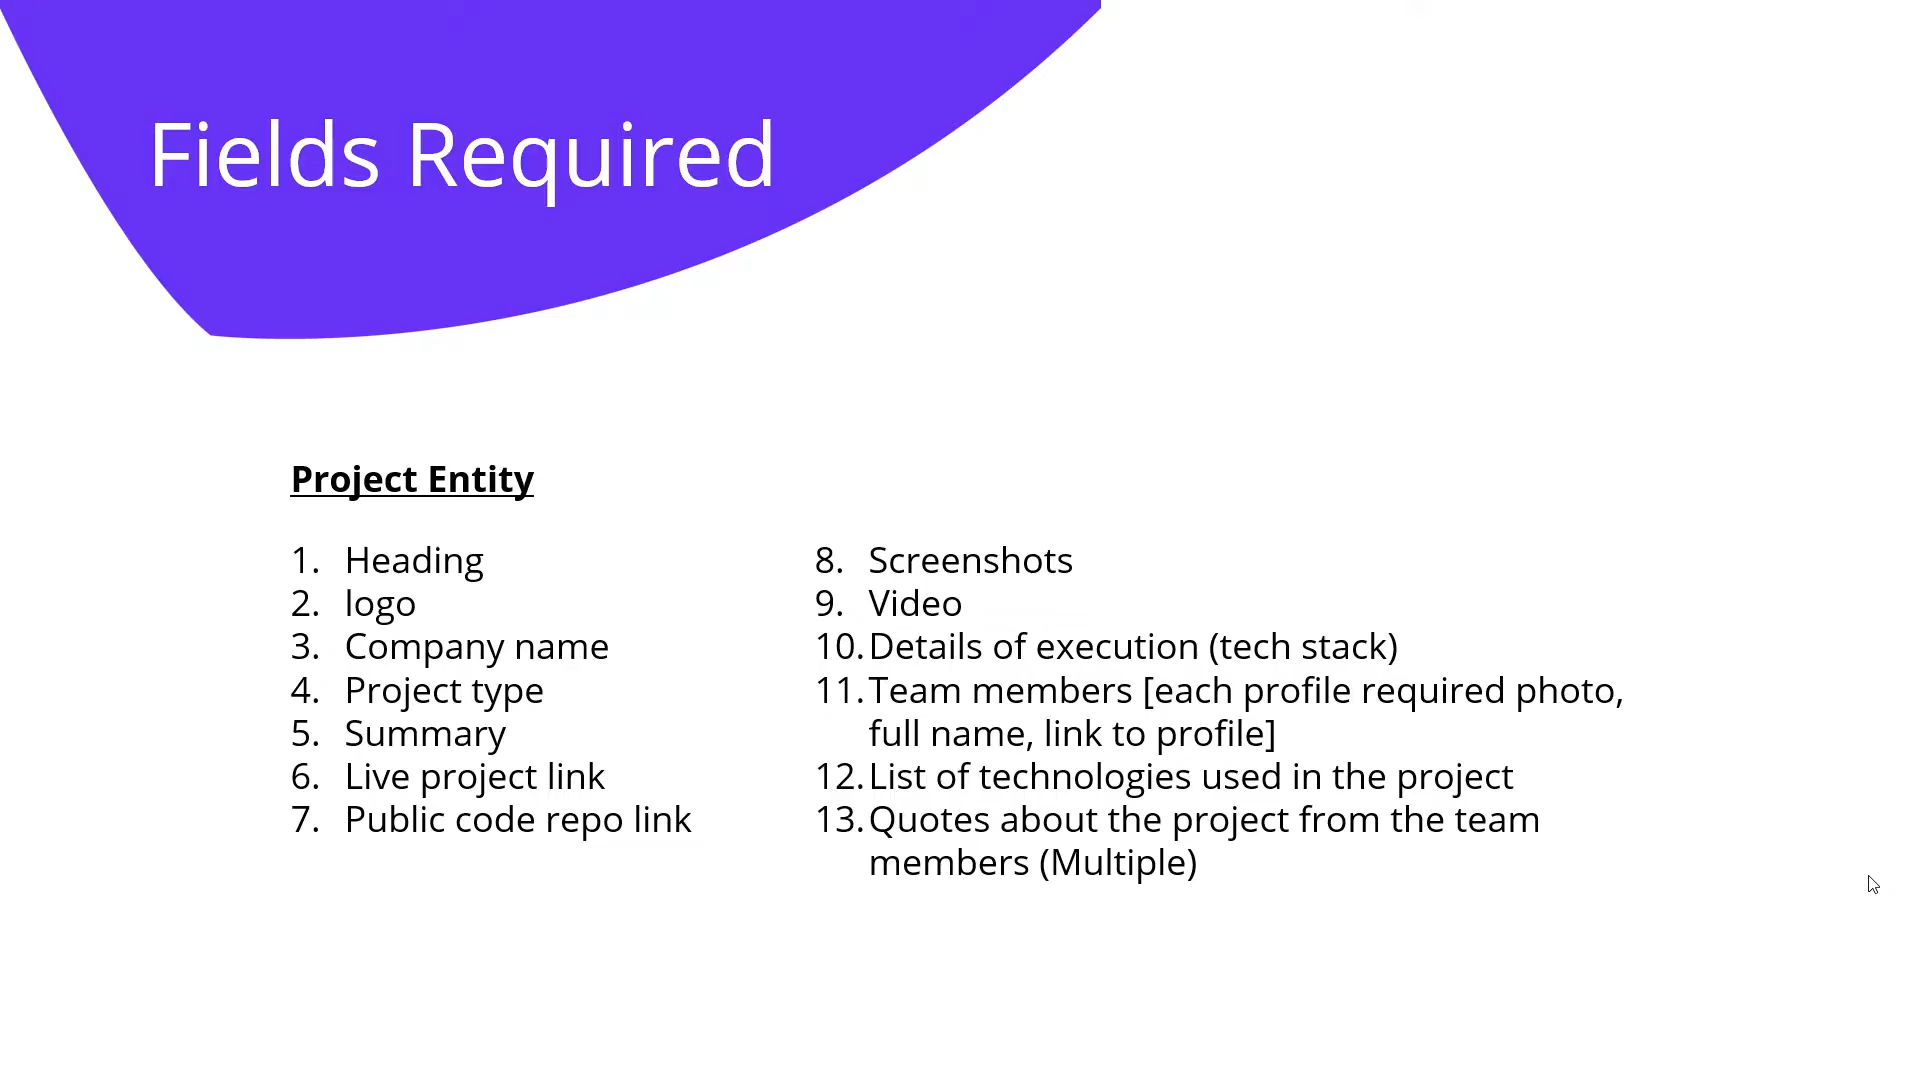 Fields Required
Project Entity
1. Heading
2. logo
3. Company name
4. Project type
5. Summary
6. Live project link
7. Public code repo link
8. Screenshots
9. Video
10. Details of execution (tech stack)
11. Team members [each profile required photo,
full name, link to profile]
12. List of technologies used in the project
13. Quotes about the project from the team
members (Multiple)